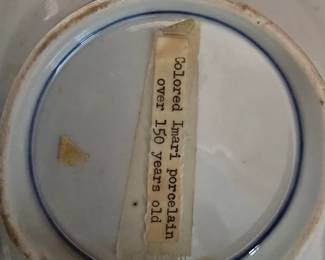 Colored Imari porcelain
over 150 years old